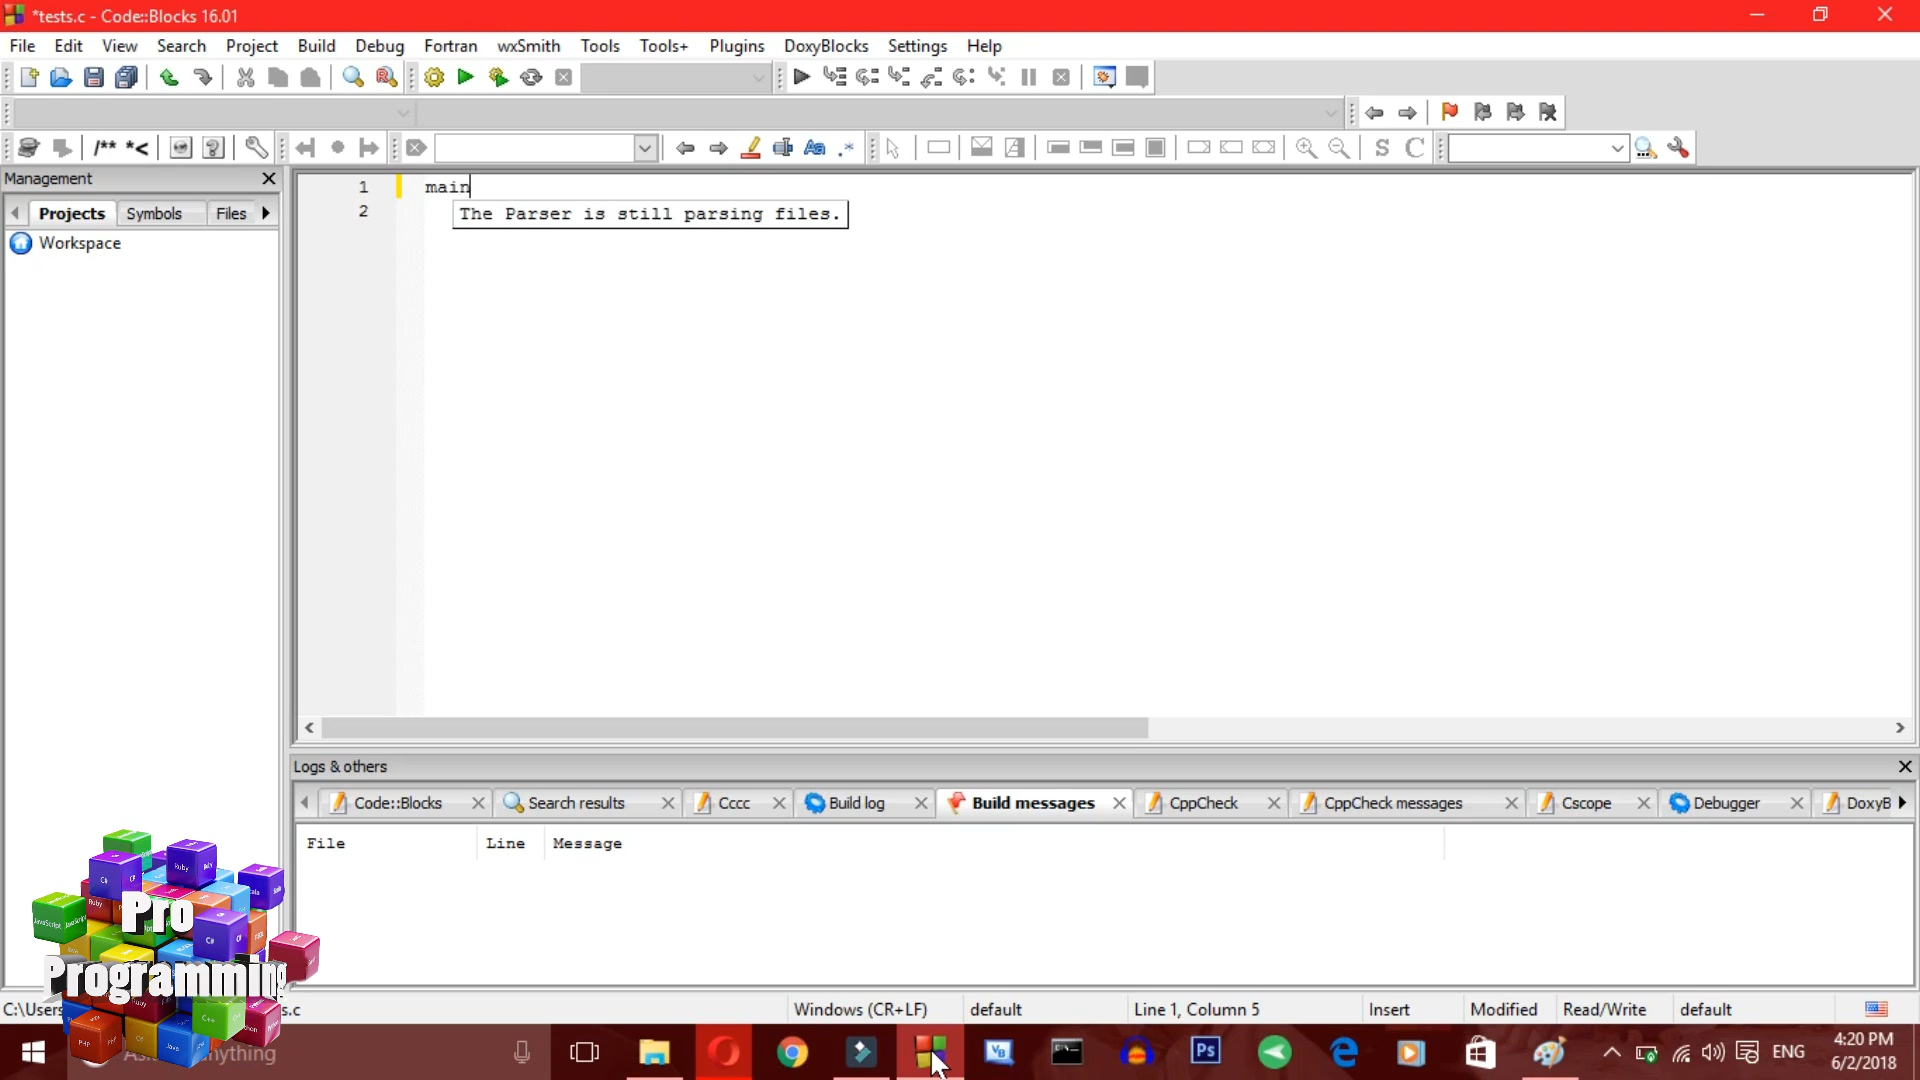 *tests.c - Code::Blocks 16.01
File Edit View Search Project Build Debug Fortran wxSmith Tools Tools+ Plugins DoxyBlocks Settings Help
/** *<
S C
Management
Projects Symbols Files
Workspace
1 main
2
The Parser is still parsing files.
Logs & others
Code::Blocks Search results Cccc Build log Build messages CppCheck CppCheck messages Cscope Debugger DoxyB
File Line Message
Pro
Programming
C:\Users s.c Windows (CR+LF) default Line 1, Column 5 Insert Modified Read/Write default
ything
Ps
ENG
4:20 PM
6/2/2018